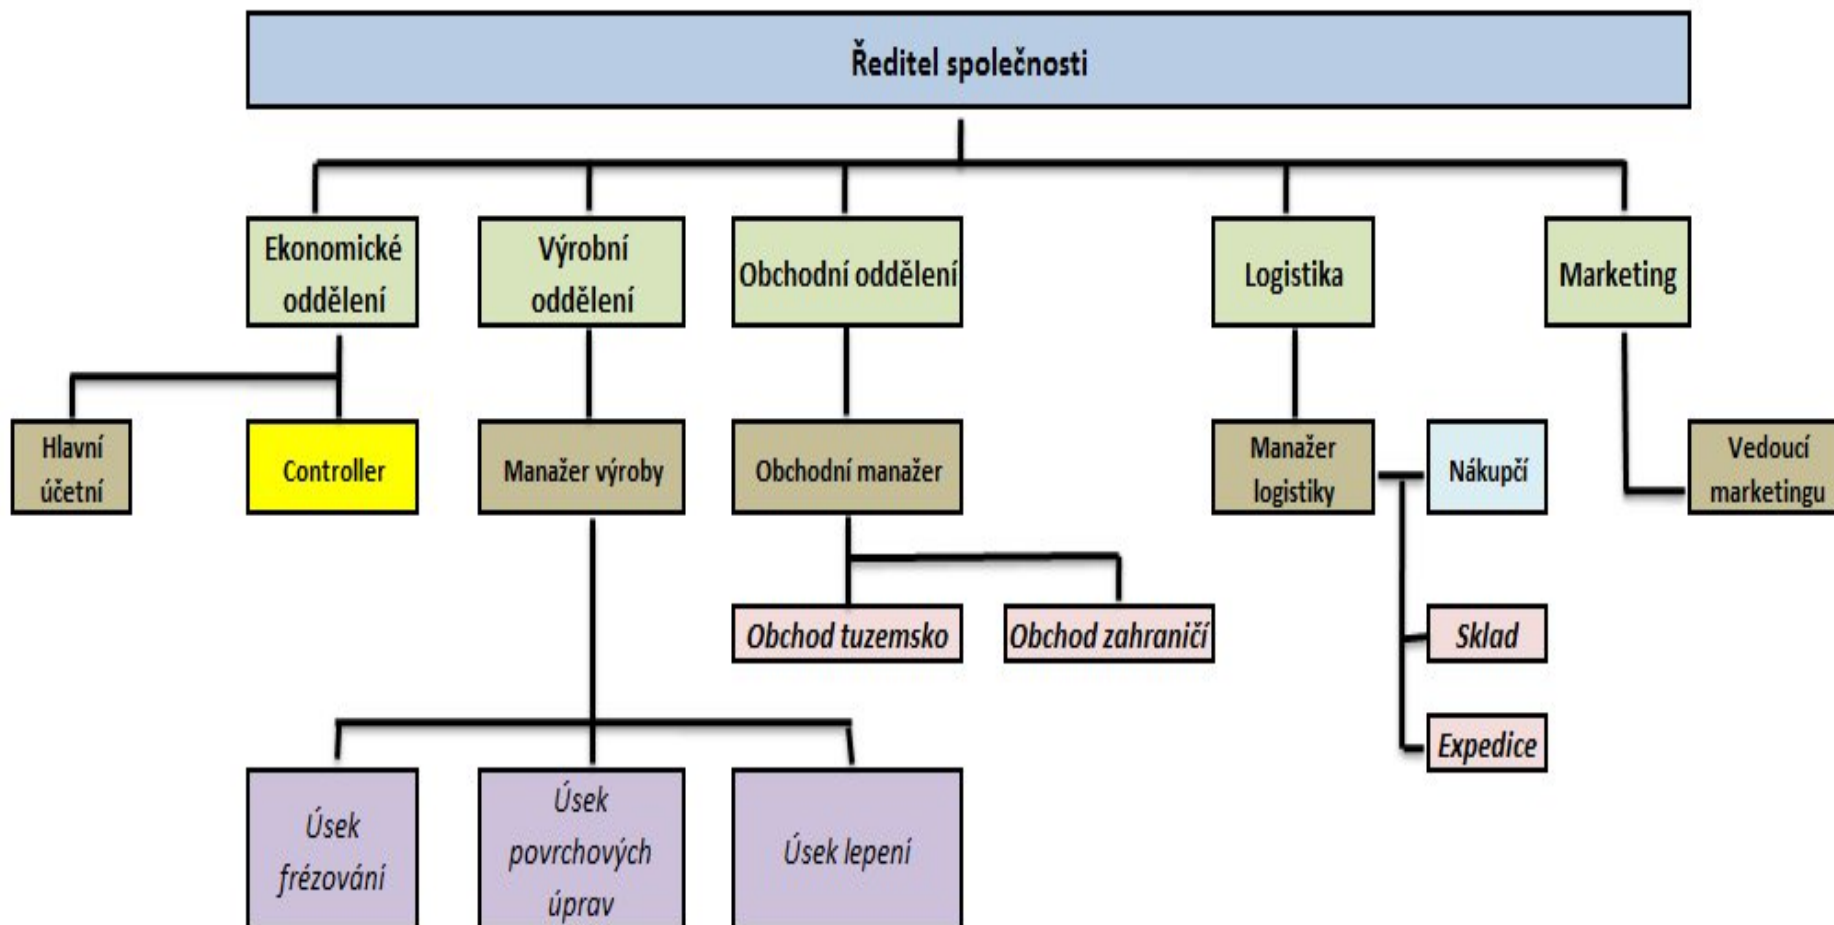 Ředitel společnosti
Ekonomické
oddělení
Výrobní
oddělení
Obchodní oddělení
Logistika
Marketing
Hlavní
účetní
Controller
Manažer výroby
Obchodní manažer
Manažer
logistiky
Nákupčí
Vedoucí
marketingu
Obchod tuzemsko
Obchod zahraničí
Sklad
Expedice
Úsek
frézování
Úsek
povrchových
úprav
Úsek lepení